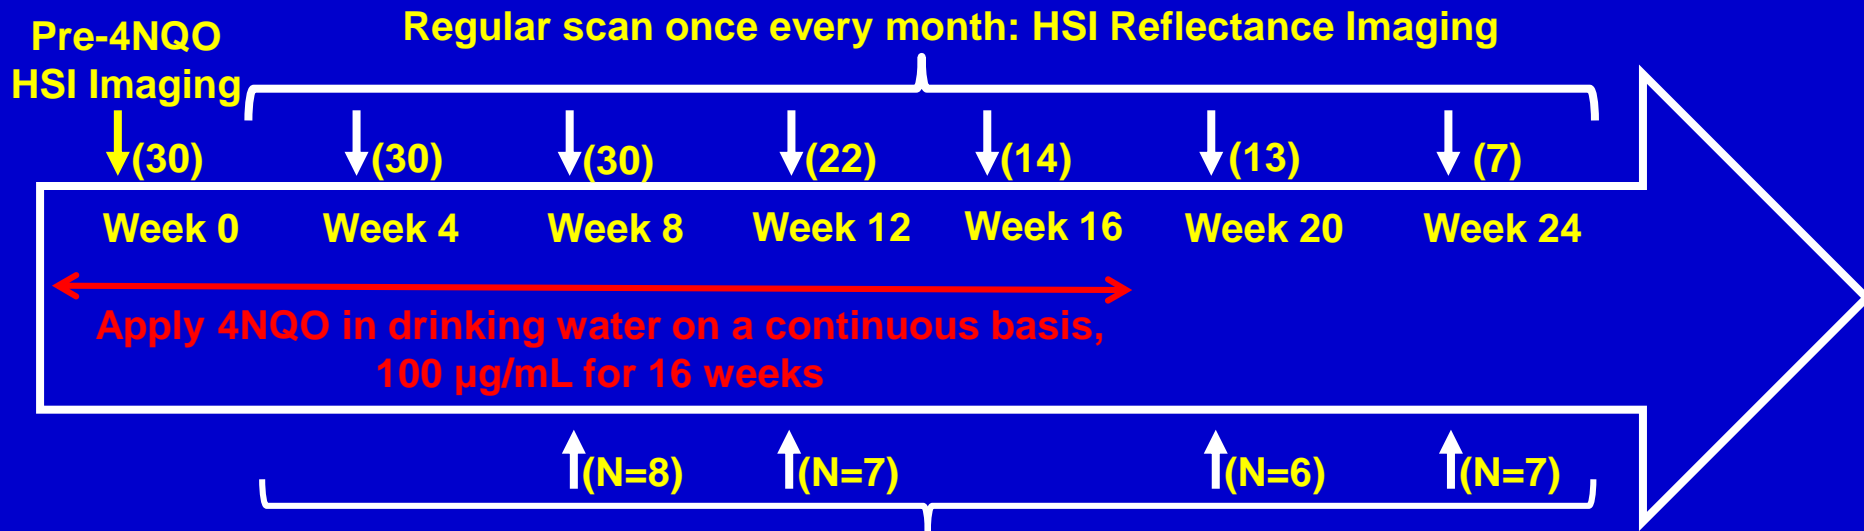 Pre-4NQO
HSI Imaging
Regular scan once every month: HSI Reflectance Imaging
(30) (30) (30) (22) (14) (13) (7)
Week 0 Week 4 Week 8 Week 12 Week 16 Week 20 Week 24
Apply 4NQO in drinking water on a continuous basis,
100 µg/mL for 16 weeks
(N=8) (N=7) (N=6) (N=7)